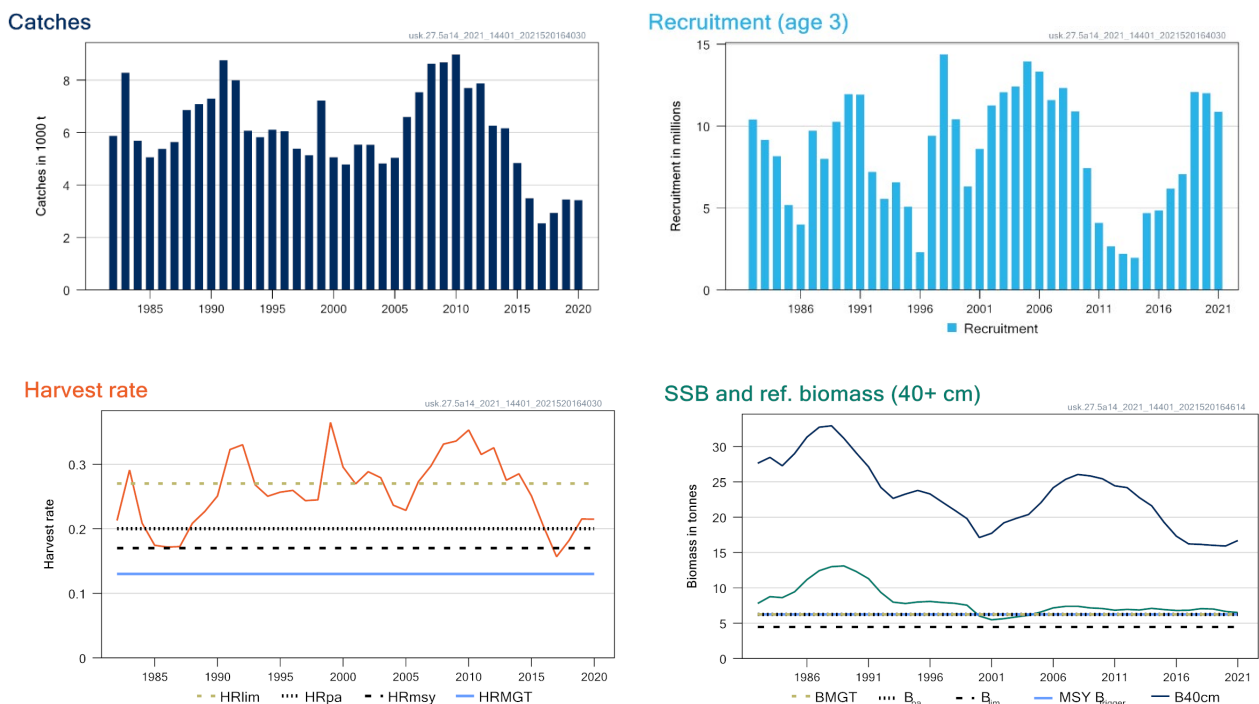 Catches
usk.27.5a14_2021_14401_2021520164030
Catches in 1000 t
8
6
4
2
0
1985 1990 1995 2000 2005 2010 2015 2020
Recruitment (age 3)
usk.27.5a14_2021_14401_2021520164030
Recruitment in millions
15
10
5
0
1986 1991 1996 2001 2006 2011 2016 2021
Recruitment
Harvest rate
usk.27.5a14_2021_14401_2021520164030
Harvest rate
0.3
0.2
0.1
0
1985 1990 1995 2000 2005 2010 2015 2020
HRlim HRpa HRmsy HRMGT
SSB and ref. biomass (40+ cm)
usk.27.5a14_2021_14401_2021520164614
Biomass in tonnes
30
25
20
15
10
5
0
1986 1991 1996 2001 2006 2011 2016 2021
BMGT Bpa Blim MSY Btrigger B40cm